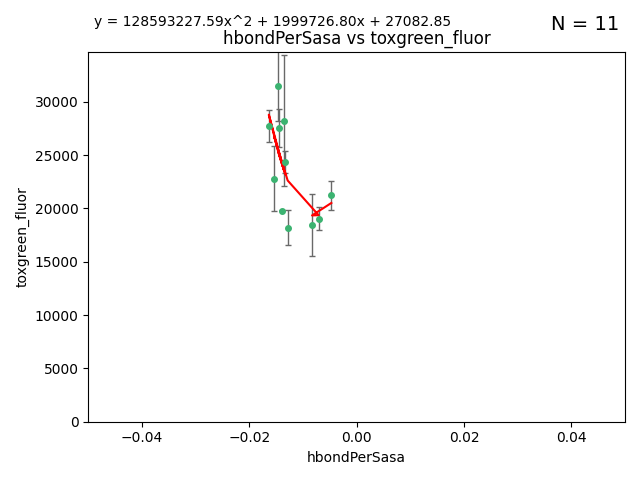 y = 128593227.59x^2 + 1999726.80x + 27082.85
N = 11
hbondPerSasa vs toxgreen_fluor
toxgreen_fluor
30000
25000
20000
15000
10000
5000
0
−0.04
−0.02
0.00
0.02
0.04
hbondPerSasa